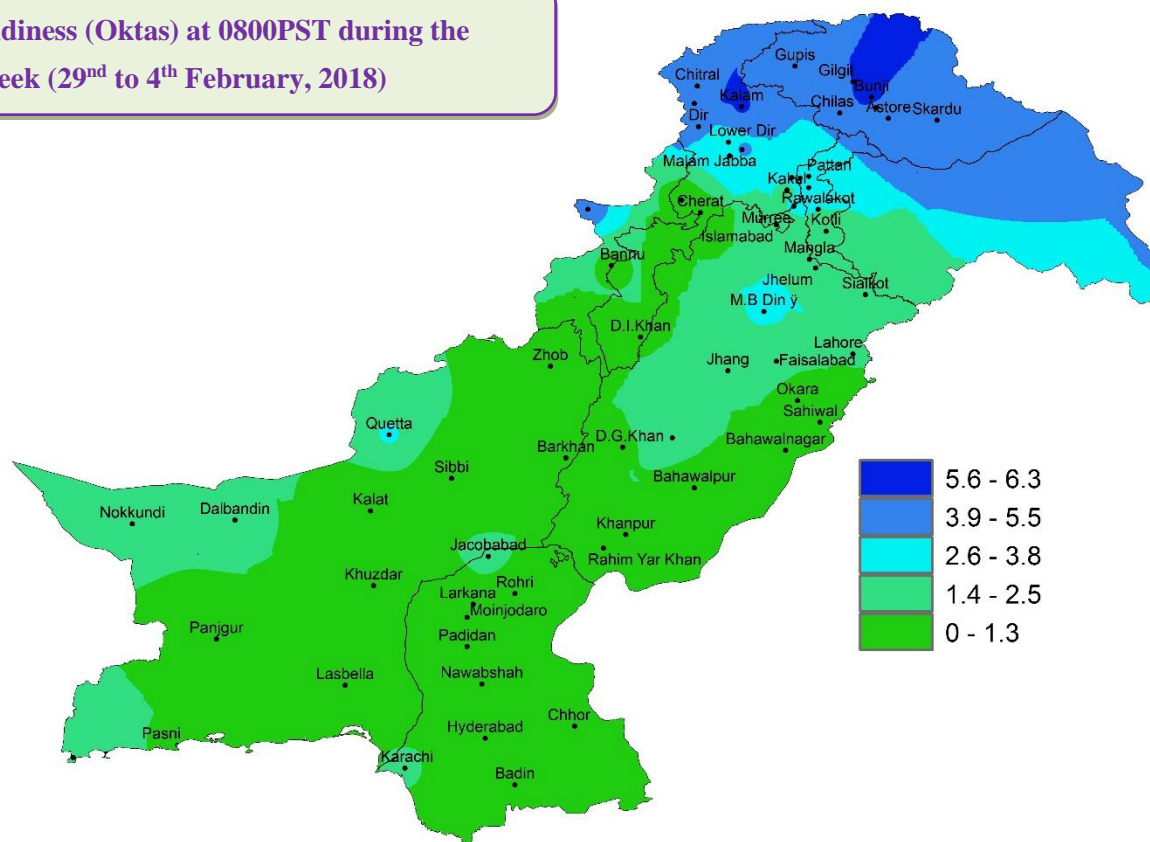 diness (Oktas) at 0800PST during the
eek (29nd to 4th February, 2018)
Gupis
Chitral
Gilgit
Bunji
Kalam
Chilas
Astore
Skardu
Dir
Lower Dir
Malam Jabba
Pattan
Kakul
Cherat
Rawalakot
Murree
Kotli
Islamabad
Mangla
Bannu
Jhelum
Sialkot
M.B Din ÿ
D.I.Khan
Lahore
Zhob
Jhang
Faisalabad
Okara
Sahiwal
Quetta
D.G.Khan
Bahawalnagar
Barkhan
Sibbi
Bahawalpur
5.6 - 6.3
Kalat
Nokkundi
Dalbandin
3.9 - 5.5
Khanpur
Jacobabad
Rahim Yar Khan
2.6 - 3.8
Khuzdar
Rohri
Larkana
1.4 - 2.5
Moinjodaro
Panjgur
Padidan
0 - 1.3
Lasbella
Nawabshah
Chhor
Pasni
Hyderabad
Karachi
Badin